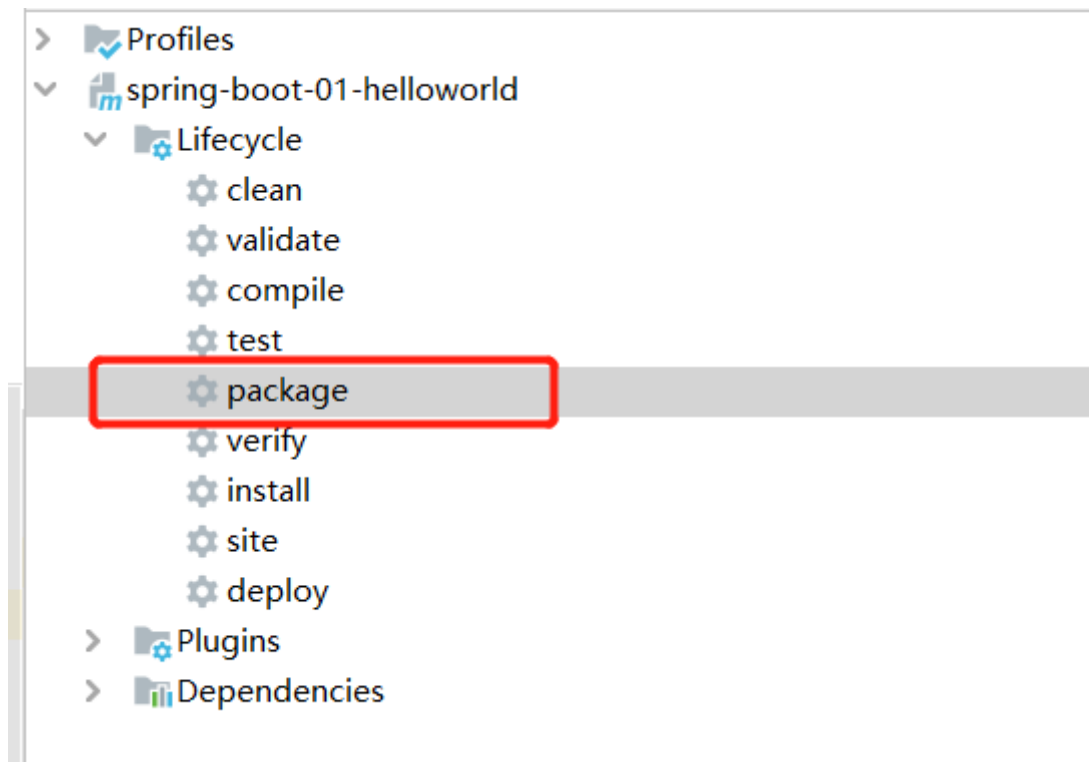 Profiles
spring-boot-01-helloworld
Lifecycle
clean
validate
compile
test
package
verify
install
site
deploy
Plugins
Dependencies